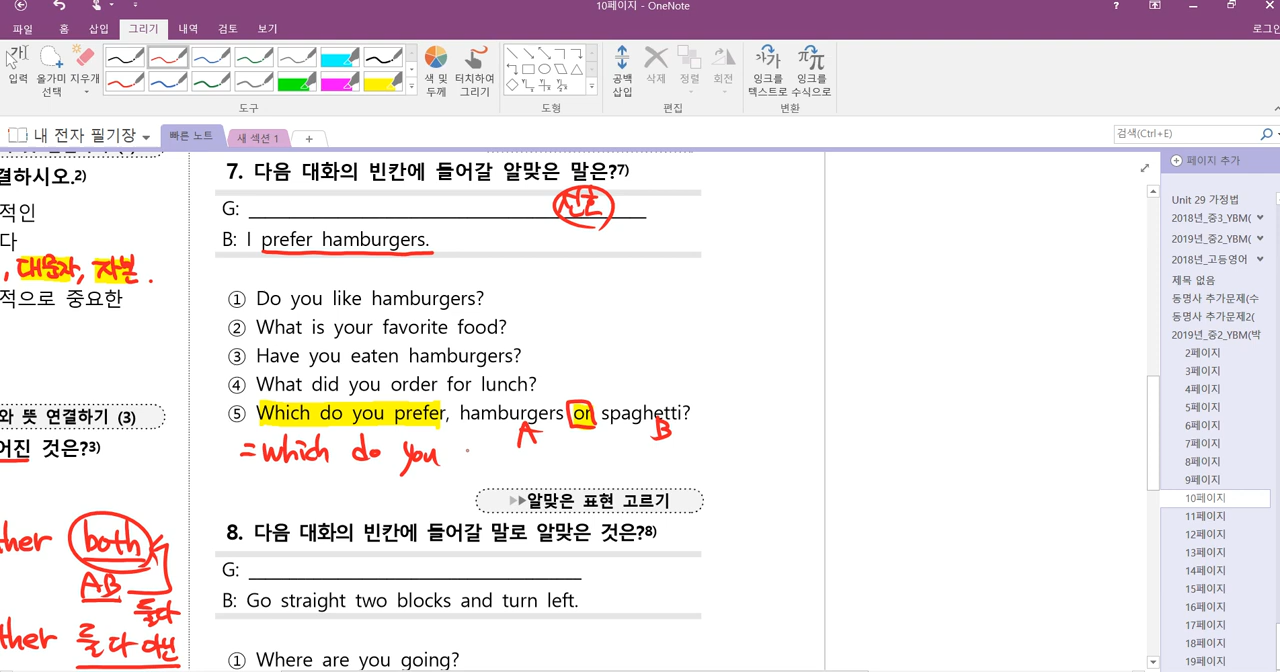 10페이지 - OneNote
?
로그인
파일 홈 삽입 그리기 내역 검토 보기
입력 올가미 선택 지우개
색 및 두께 터치하여 그리기
공백 삽입 삭제 정렬 회전
잉크를 텍스트로 잉크를 수식으로
도구 도형 편집 변환
내 전자 필기장 빠른 노트 새 섹션 1 +
검색(Ctrl+E)
페이지 추가
결하시오.2)
적인
다
, 대문자, 자본 .
적으로 중요한
와 뜻 연결하기 (3)
어진 것은?3)
ther both
AB
둘다
ther 둘 다 아닌
7. 다음 대화의 빈칸에 들어갈 알맞은 말은?7)
G: ______ 선호
B: I prefer hamburgers.
① Do you like hamburgers?
② What is your favorite food?
③ Have you eaten hamburgers?
④ What did you order for lunch?
⑤ Which do you prefer, hamburgers or spaghetti?
A B
= which do you
▶▶알맞은 표현 고르기
8. 다음 대화의 빈칸에 들어갈 말로 알맞은 것은?8)
G: ______
B: Go straight two blocks and turn left.
① Where are you going?
Unit 29 가정법
2018년_중3_YBM(
2019년_중2_YBM(
2018년_고등영어
제목 없음
동명사 추가문제(수
동명사 추가문제2(
2019년_중2_YBM(박
2페이지
3페이지
4페이지
5페이지
6페이지
7페이지
8페이지
9페이지
10페이지
11페이지
12페이지
13페이지
14페이지
15페이지
16페이지
17페이지
18페이지
19페이지